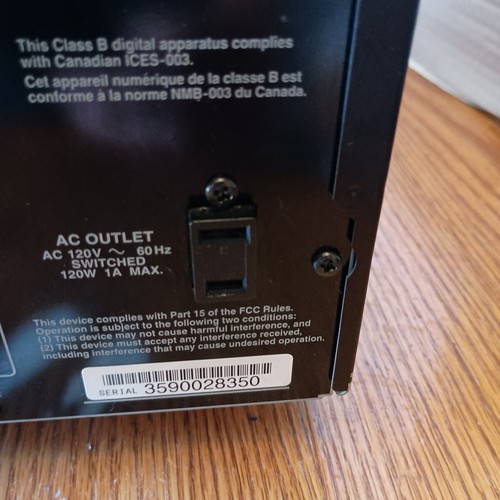 This Class B digital apparatus complies
with Canadian ICES-003.
Cet appareil numérique de la classe B est
conforme à la norme NMB-003 du Canada.
AC OUTLET
AC 120V ~ 60Hz
SWITCHED
120W 1A MAX.
This device complies with Part 15 of the FCC Rules.
Operation is subject to the following two conditions:
(1) This device may not cause harmful interference, and
(2) This device must accept any interference received,
including interference that may cause undesired operation.
SERIAL 3590028350